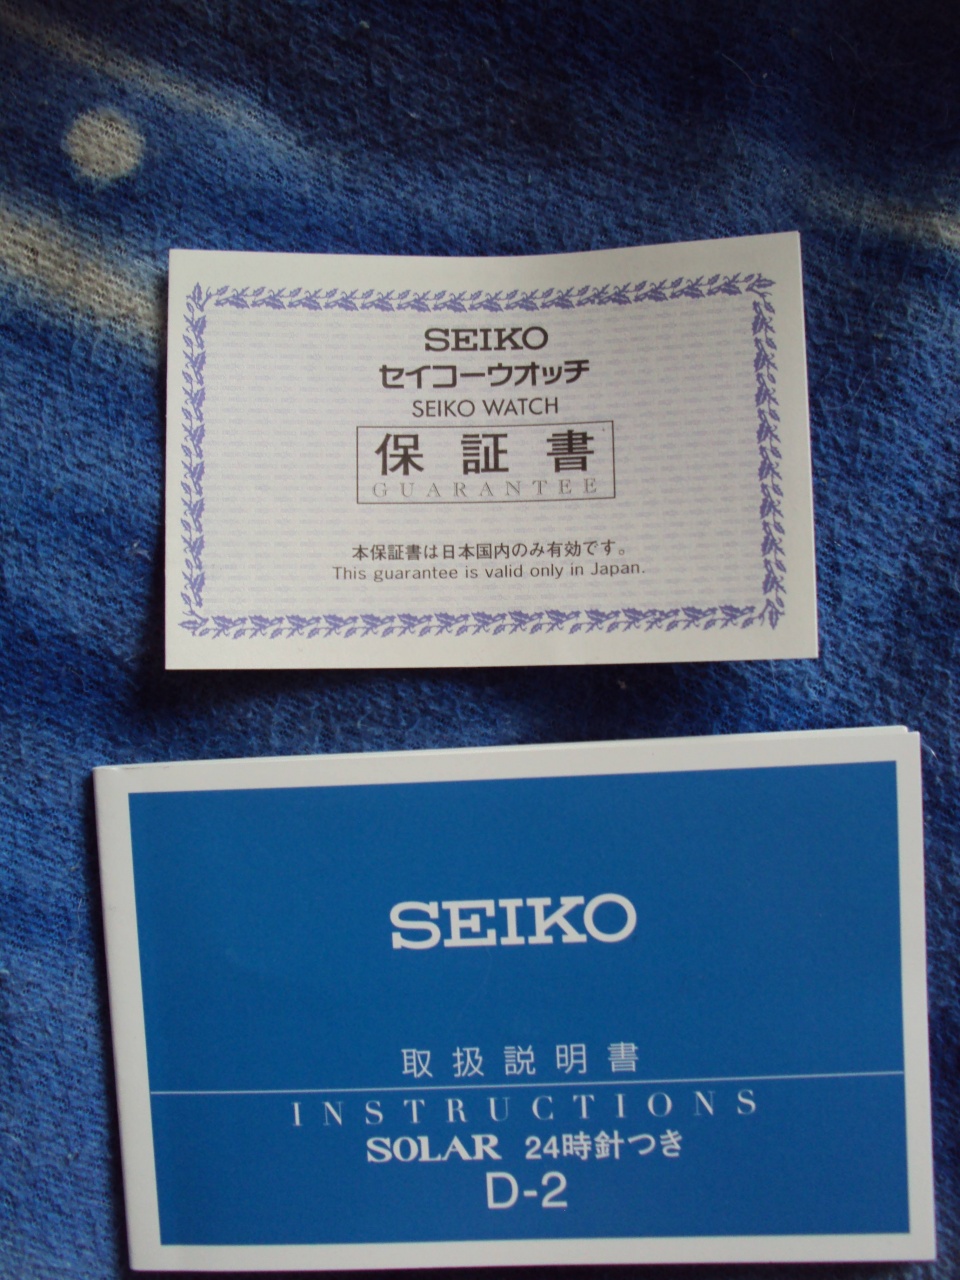 SEIKO
セイコーウオッチ
SEIKO WATCH
保証書
GUARANTEE
本保証書は日本国内のみ有効です。
This guarantee is valid only in Japan.
SEIKO
取扱説明書
INSTRUCTIONS
SOLAR 24時針つき
D-2